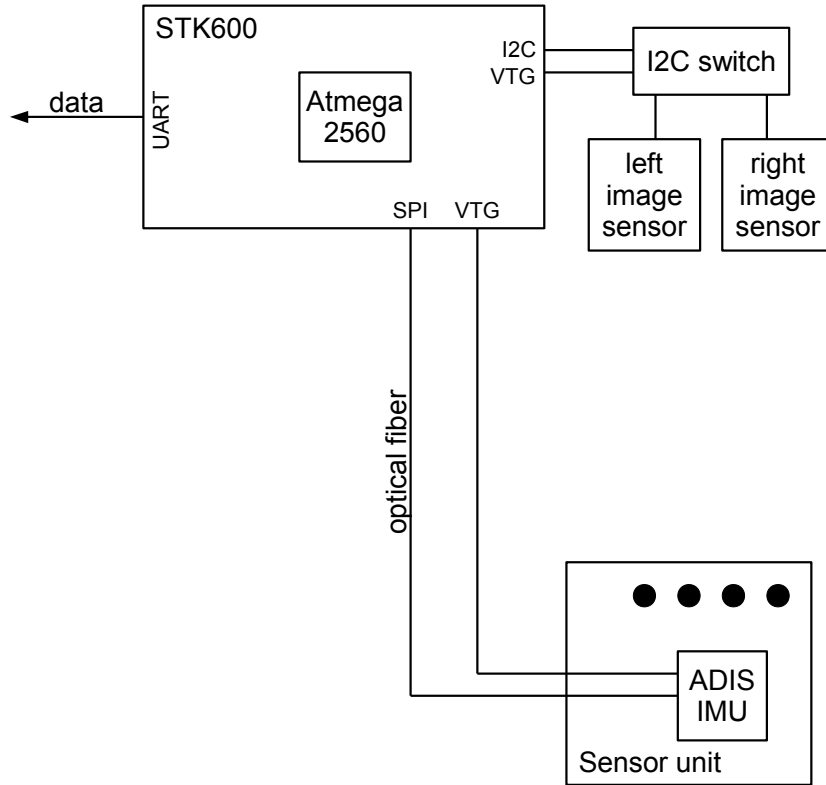 STK600
I2C
VTG
I2C switch
Atmega
2560
data
UART
left
image
sensor
right
image
sensor
SPI
VTG
optical fiber
ADIS
IMU
Sensor unit